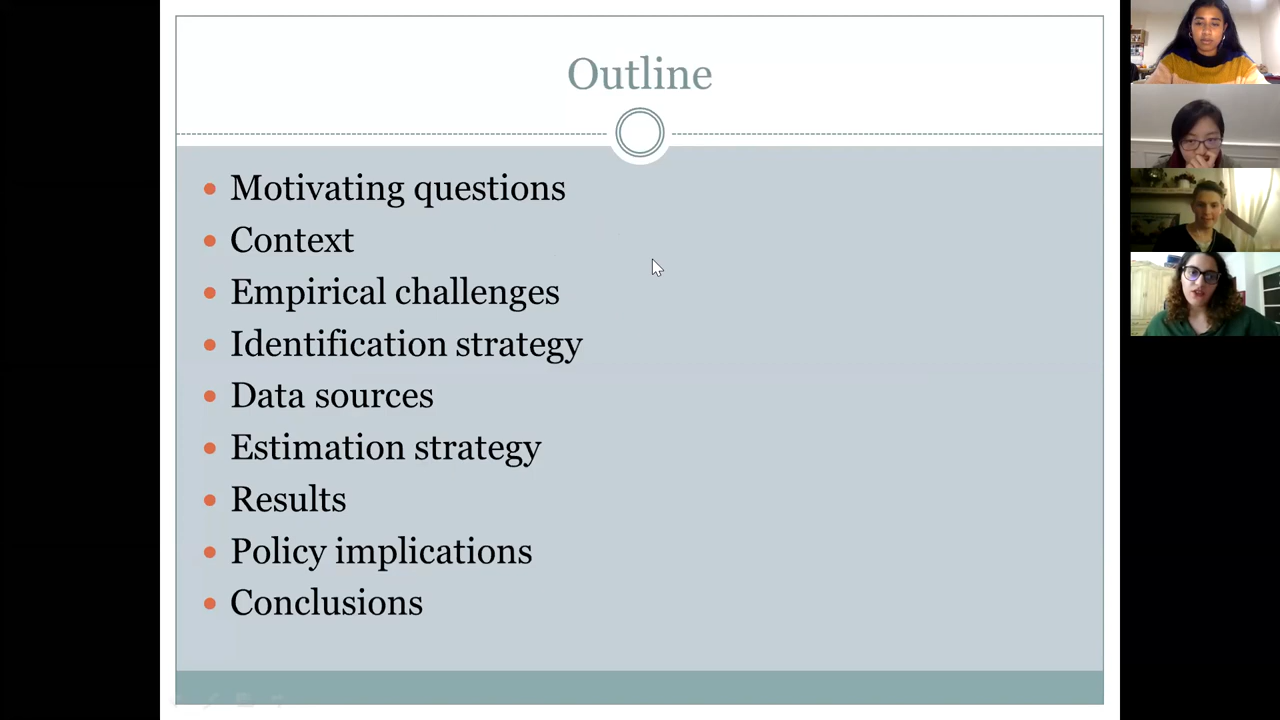 Outline
• Motivating questions
• Context
• Empirical challenges
• Identification strategy
• Data sources
• Estimation strategy
• Results
• Policy implications
• Conclusions